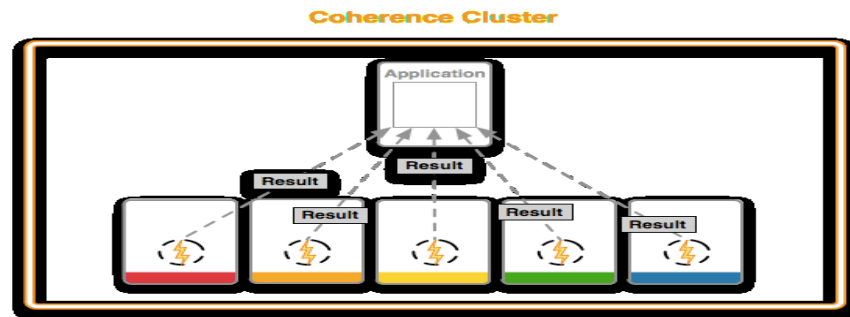 Coherence Cluster
Application
Result
Result
Result
Result
Result